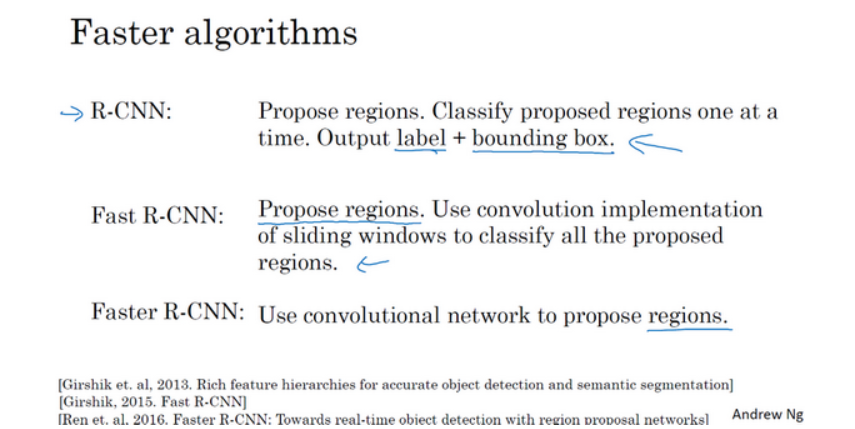 Faster algorithms
R-CNN: Propose regions. Classify proposed regions one at a
time. Output label + bounding box.
Fast R-CNN: Propose regions. Use convolution implementation
of sliding windows to classify all the proposed
regions.
Faster R-CNN: Use convolutional network to propose regions.
[Girshik et. al, 2013. Rich feature hierarchies for accurate object detection and semantic segmentation]
[Girshik, 2015. Fast R-CNN]
[Ren et. al, 2016. Faster R-CNN: Towards real-time object detection with region proposal networks]
Andrew Ng